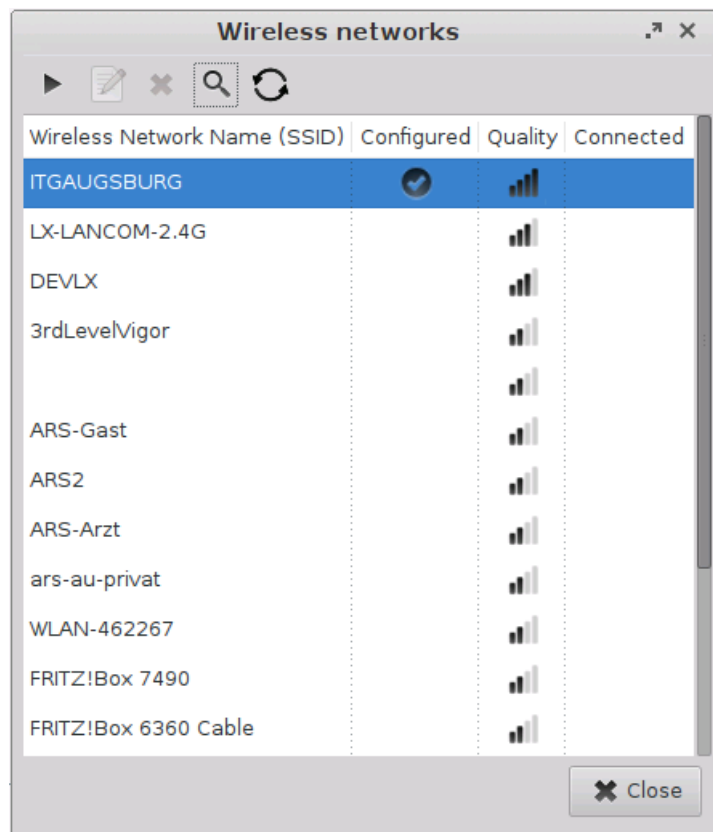 Wireless networks
Wireless Network Name (SSID) Configured Quality Connected
ITGAUGSBURG
LX-LANCOM-2.4G
DEVLX
3rdLevelVigor
ARS-Gast
ARS2
ARS-Arzt
ars-au-privat
WLAN-462267
FRITZ!Box 7490
FRITZ!Box 6360 Cable
Close